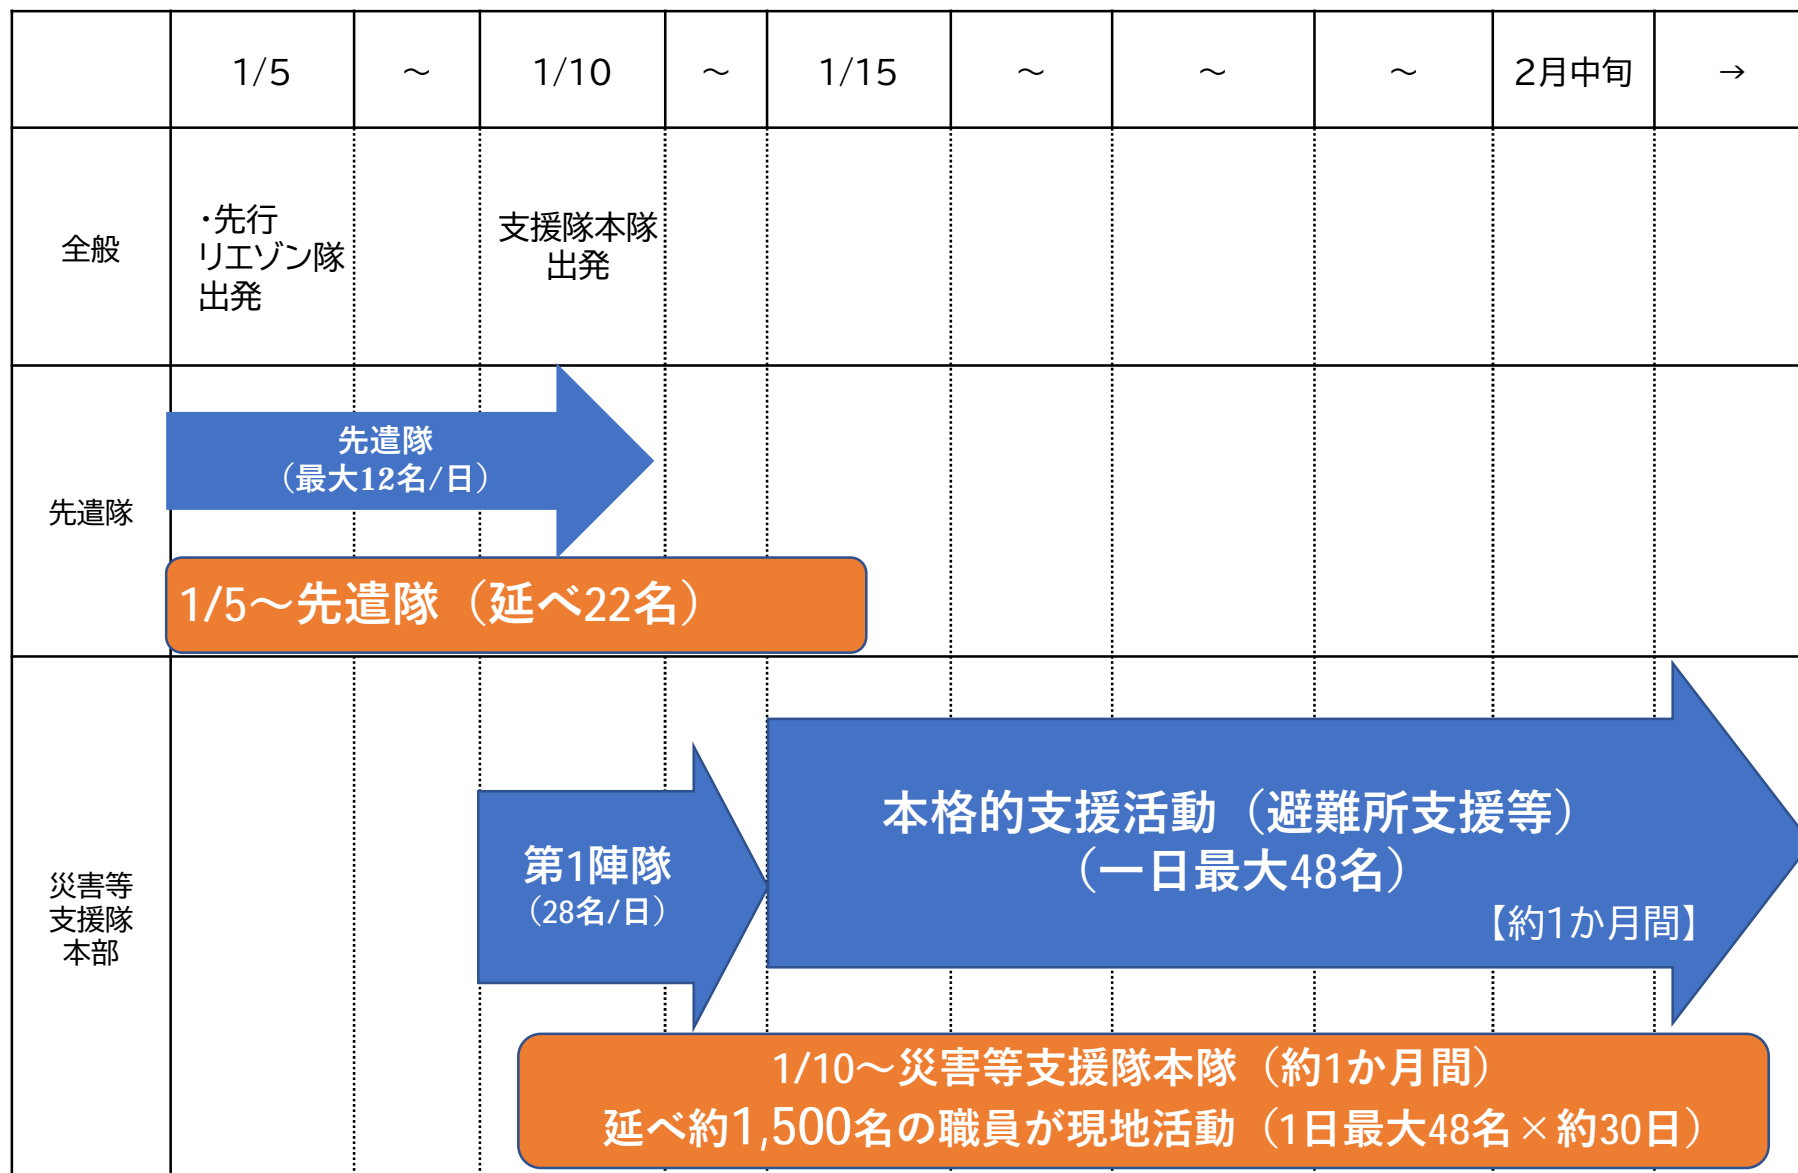 1/5
～
1/10
～
1/15
～
～
～
2月中旬
→
全般
・先行
リエゾン隊
出発
支援隊本隊
出発
先遣隊
先遣隊
（最大12名/日）
1/5～先遣隊（延べ22名）
災害等
支援隊
本部
第1陣隊
（28名/日）
本格的支援活動（避難所支援等）
（一日最大48名）
【約1か月間】
1/10～災害等支援隊本隊（約1か月間）
延べ約1,500名の職員が現地活動（1日最大48名×約30日）